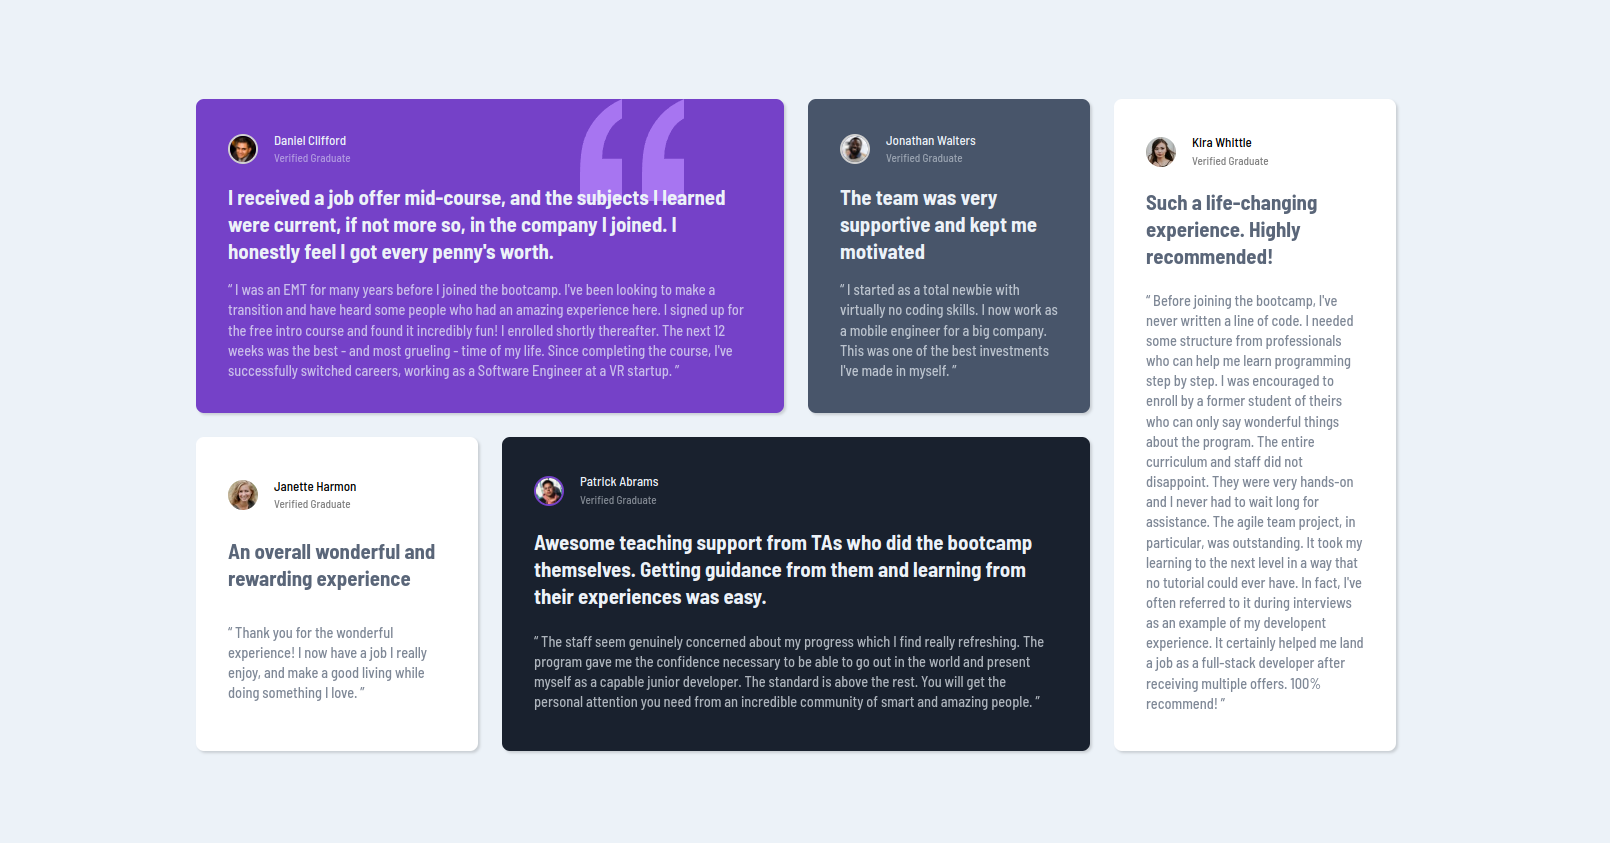 Daniel Clifford
Verified Graduate
I received a job offer mid-course, and the subjects I learned
were current, if not more so, in the company I joined. I
honestly feel I got every penny's worth.
“ I was an EMT for many years before I joined the bootcamp. I've been looking to make a
transition and have heard some people who had an amazing experience here. I signed up for
the free intro course and found it incredibly fun! I enrolled shortly thereafter. The next 12
weeks was the best - and most grueling - time of my life. Since completing the course, I've
successfully switched careers, working as a Software Engineer at a VR startup. ”
Jonathan Walters
Verified Graduate
The team was very
supportive and kept me
motivated
“ I started as a total newbie with
virtually no coding skills. I now work as
a mobile engineer for a big company.
This was one of the best investments
I've made in myself. ”
Kira Whittle
Verified Graduate
Such a life-changing
experience. Highly
recommended!
“ Before joining the bootcamp, I've
never written a line of code. I needed
some structure from professionals
who can help me learn programming
step by step. I was encouraged to
enroll by a former student of theirs
who can only say wonderful things
about the program. The entire
curriculum and staff did not
disappoint. They were very hands-on
and I never had to wait long for
assistance. The agile team project, in
particular, was outstanding. It took my
learning to the next level in a way that
no tutorial could ever have. In fact, I've
often referred to it during interviews
as an example of my developent
experience. It certainly helped me land
a job as a full-stack developer after
receiving multiple offers. 100%
recommend! ”
Janette Harmon
Verified Graduate
An overall wonderful and
rewarding experience
“ Thank you for the wonderful
experience! I now have a job I really
enjoy, and make a good living while
doing something I love. ”
Patrick Abrams
Verified Graduate
Awesome teaching support from TAs who did the bootcamp
themselves. Getting guidance from them and learning from
their experiences was easy.
“ The staff seem genuinely concerned about my progress which I find really refreshing. The
program gave me the confidence necessary to be able to go out in the world and present
myself as a capable junior developer. The standard is above the rest. You will get the
personal attention you need from an incredible community of smart and amazing people. ”